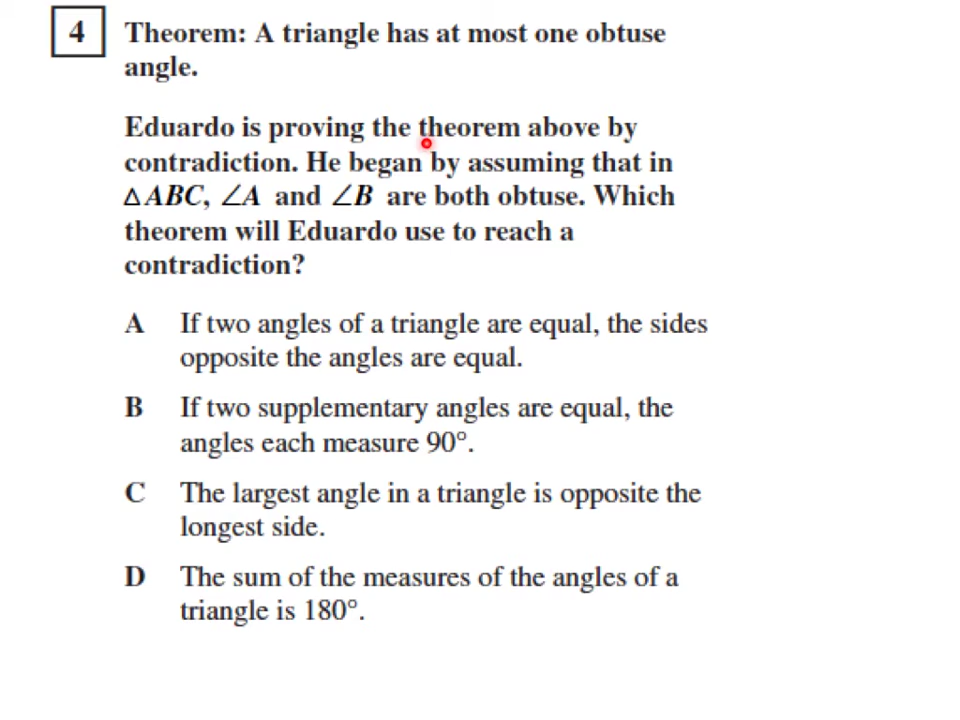 4 Theorem: A triangle has at most one obtuse
angle.
Eduardo is proving the theorem above by
contradiction. He began by assuming that in
△ABC, ∠A and ∠B are both obtuse. Which
theorem will Eduardo use to reach a
contradiction?
A If two angles of a triangle are equal, the sides
opposite the angles are equal.
B If two supplementary angles are equal, the
angles each measure 90°.
C The largest angle in a triangle is opposite the
longest side.
D The sum of the measures of the angles of a
triangle is 180°.